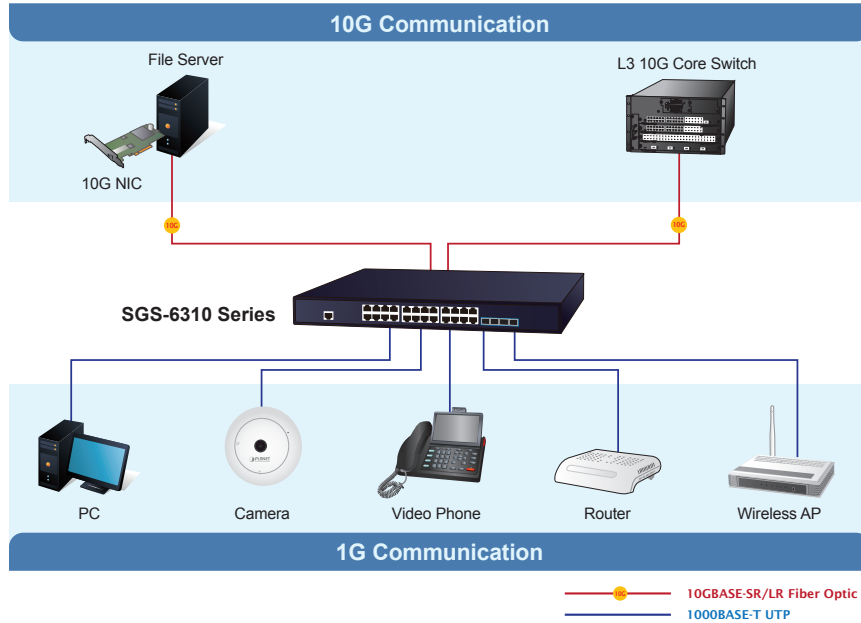 10G Communication
File Server
L3 10G Core Switch
10G NIC
10G
10G
SGS-6310 Series
PLANET
PC
Camera
Video Phone
Router
Wireless AP
1G Communication
10G
10GBASE-SR/LR Fiber Optic
1000BASE-T UTP